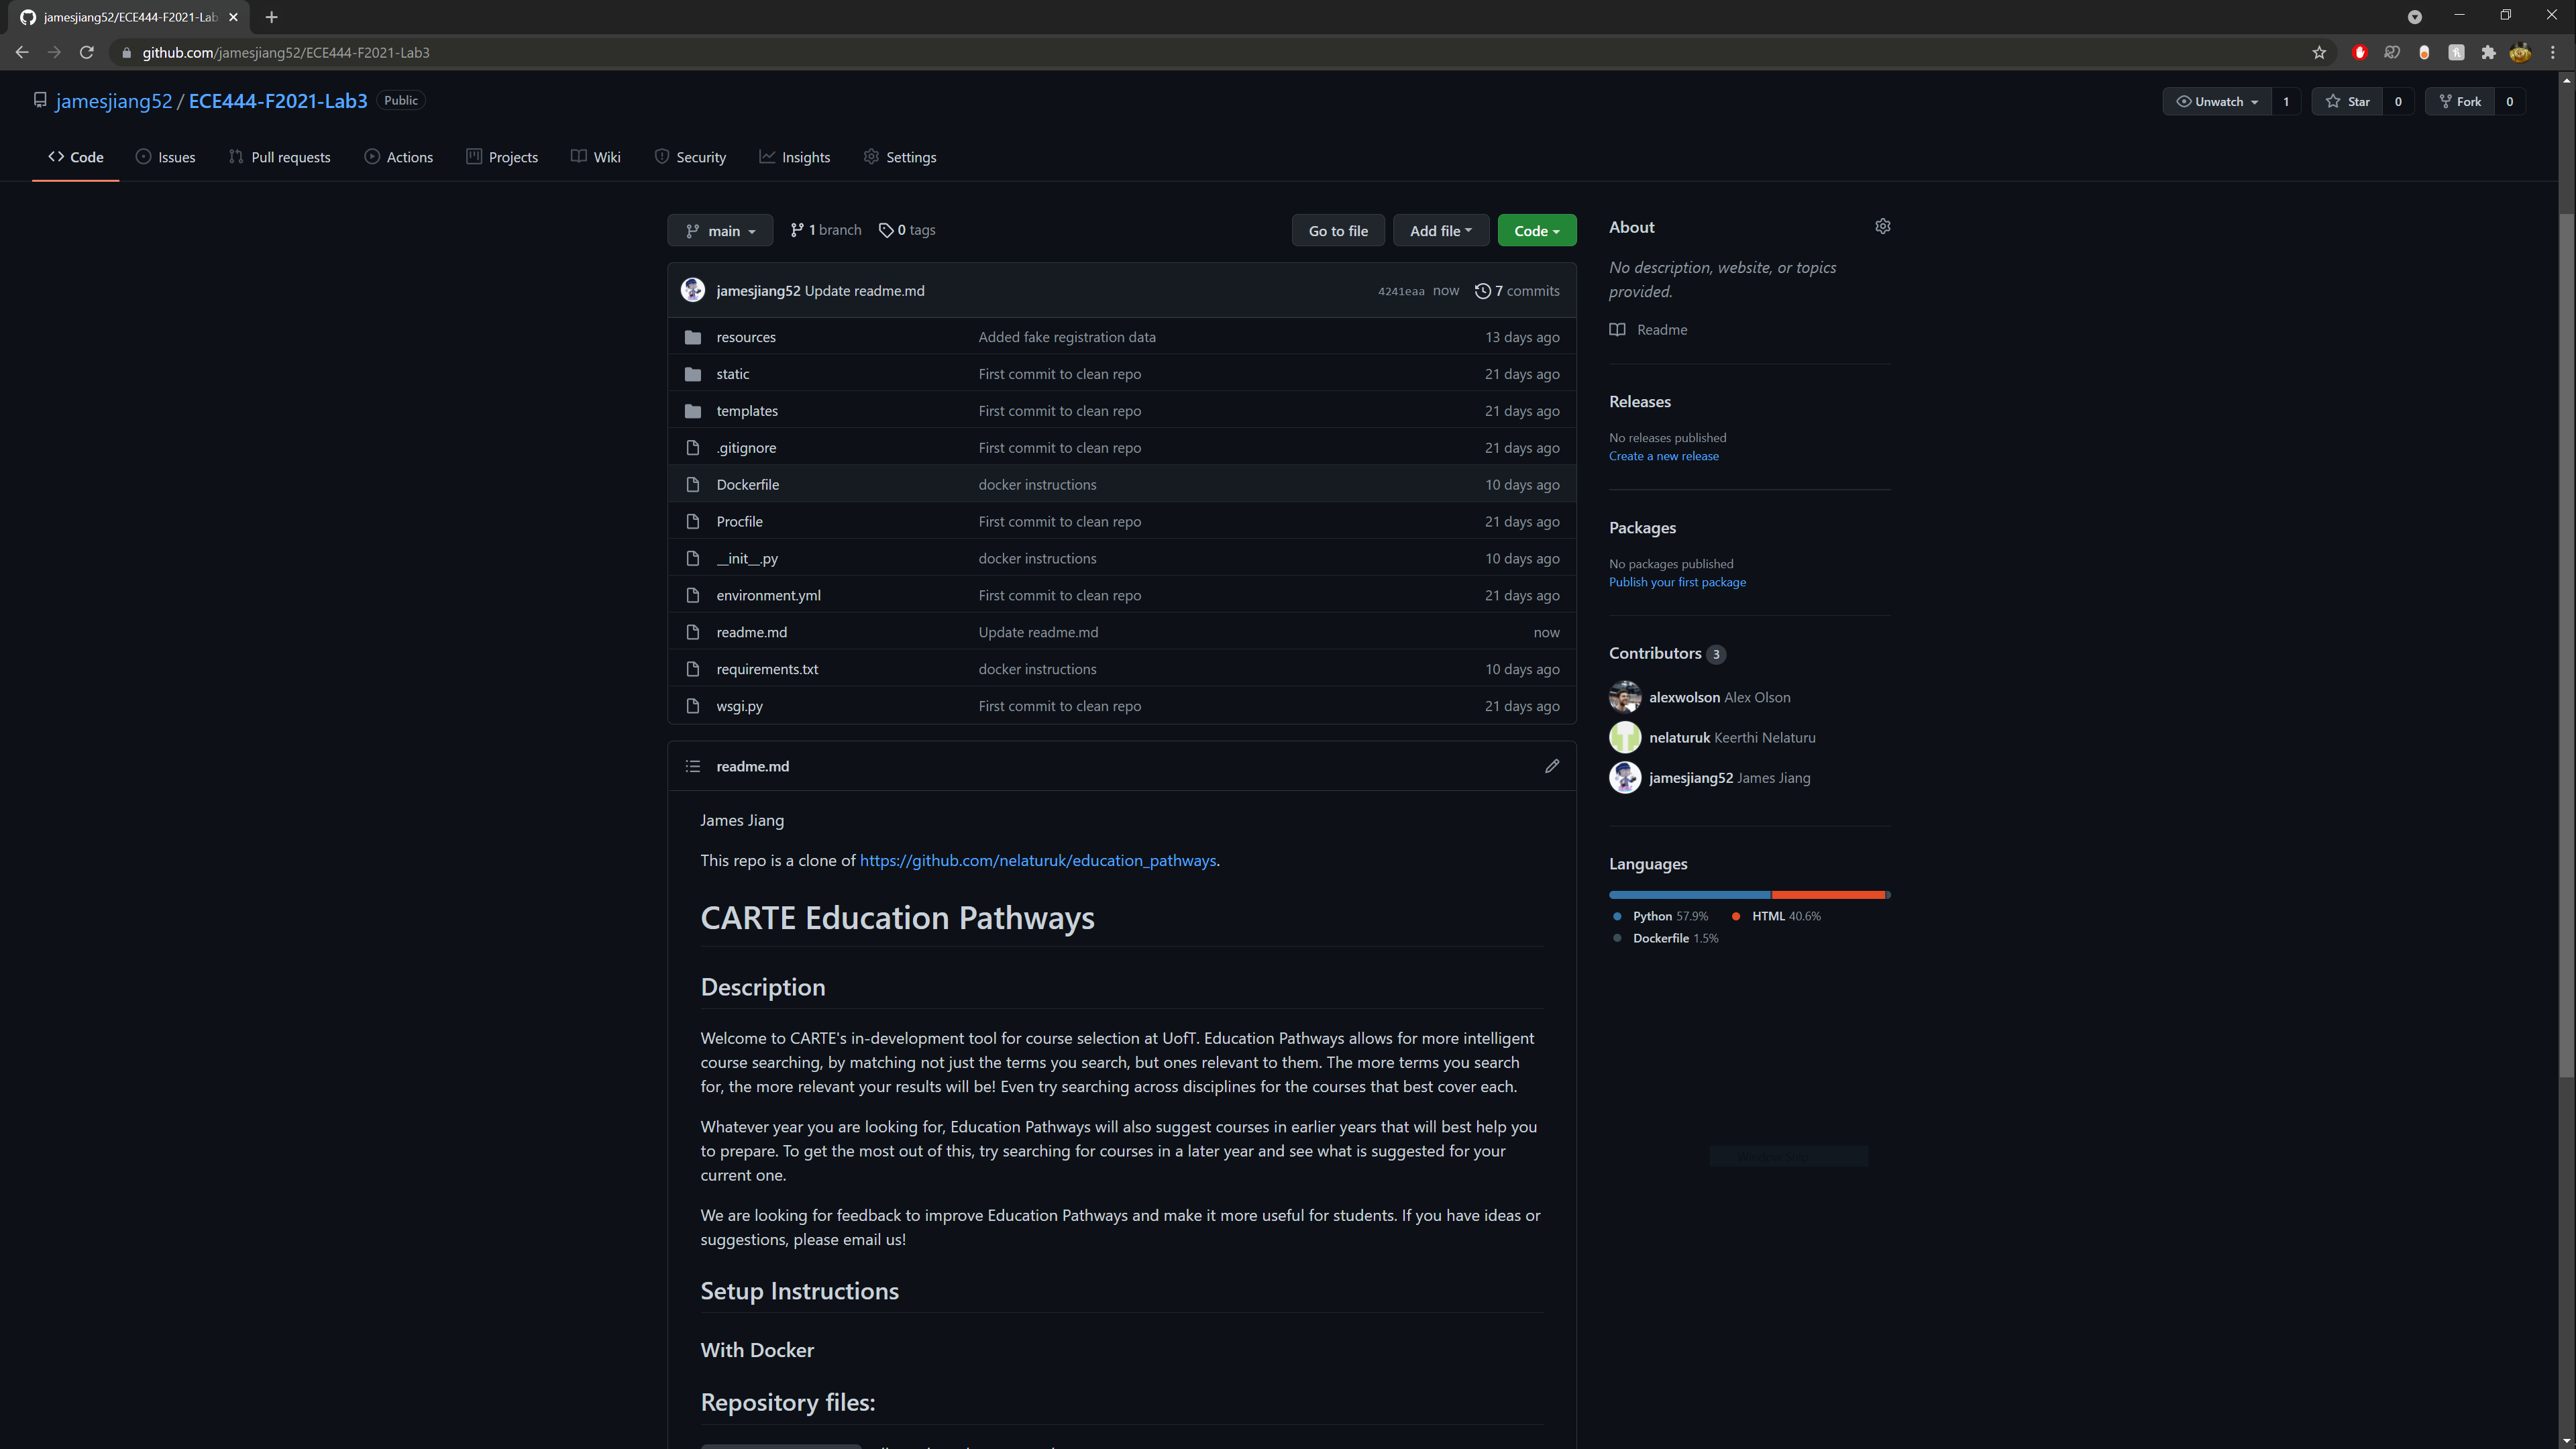 jamesjiang52/ECE444-F2021-Lab
github.com/jamesjiang52/ECE444-F2021-Lab3
jamesjiang52 / ECE444-F2021-Lab3 Public
Unwatch 1 Star 0 Fork 0
Code Issues Pull requests Actions Projects Wiki Security Insights Settings
main 1 branch 0 tags Go to file Add file Code
jamesjiang52 Update readme.md 4241eaa now 7 commits
resources Added fake registration data 13 days ago
static First commit to clean repo 21 days ago
templates First commit to clean repo 21 days ago
.gitignore First commit to clean repo 21 days ago
Dockerfile docker instructions 10 days ago
Procfile First commit to clean repo 21 days ago
__init__.py docker instructions 10 days ago
environment.yml First commit to clean repo 21 days ago
readme.md Update readme.md now
requirements.txt docker instructions 10 days ago
wsgi.py First commit to clean repo 21 days ago
readme.md
James Jiang
This repo is a clone of https://github.com/nelaturuk/education_pathways.
CARTE Education Pathways
Description
Welcome to CARTE's in-development tool for course selection at UofT. Education Pathways allows for more intelligent
course searching, by matching not just the terms you search, but ones relevant to them. The more terms you search
for, the more relevant your results will be! Even try searching across disciplines for the courses that best cover each.
Whatever year you are looking for, Education Pathways will also suggest courses in earlier years that will best help you
to prepare. To get the most out of this, try searching for courses in a later year and see what is suggested for your
current one.
We are looking for feedback to improve Education Pathways and make it more useful for students. If you have ideas or
suggestions, please email us!
Setup Instructions
With Docker
Repository files:
About
No description, website, or topics
provided.
Readme
Releases
No releases published
Create a new release
Packages
No packages published
Publish your first package
Contributors 3
alexwolson Alex Olson
nelaturuk Keerthi Nelaturu
jamesjiang52 James Jiang
Languages
Python 57.9% HTML 40.6%
Dockerfile 1.5%